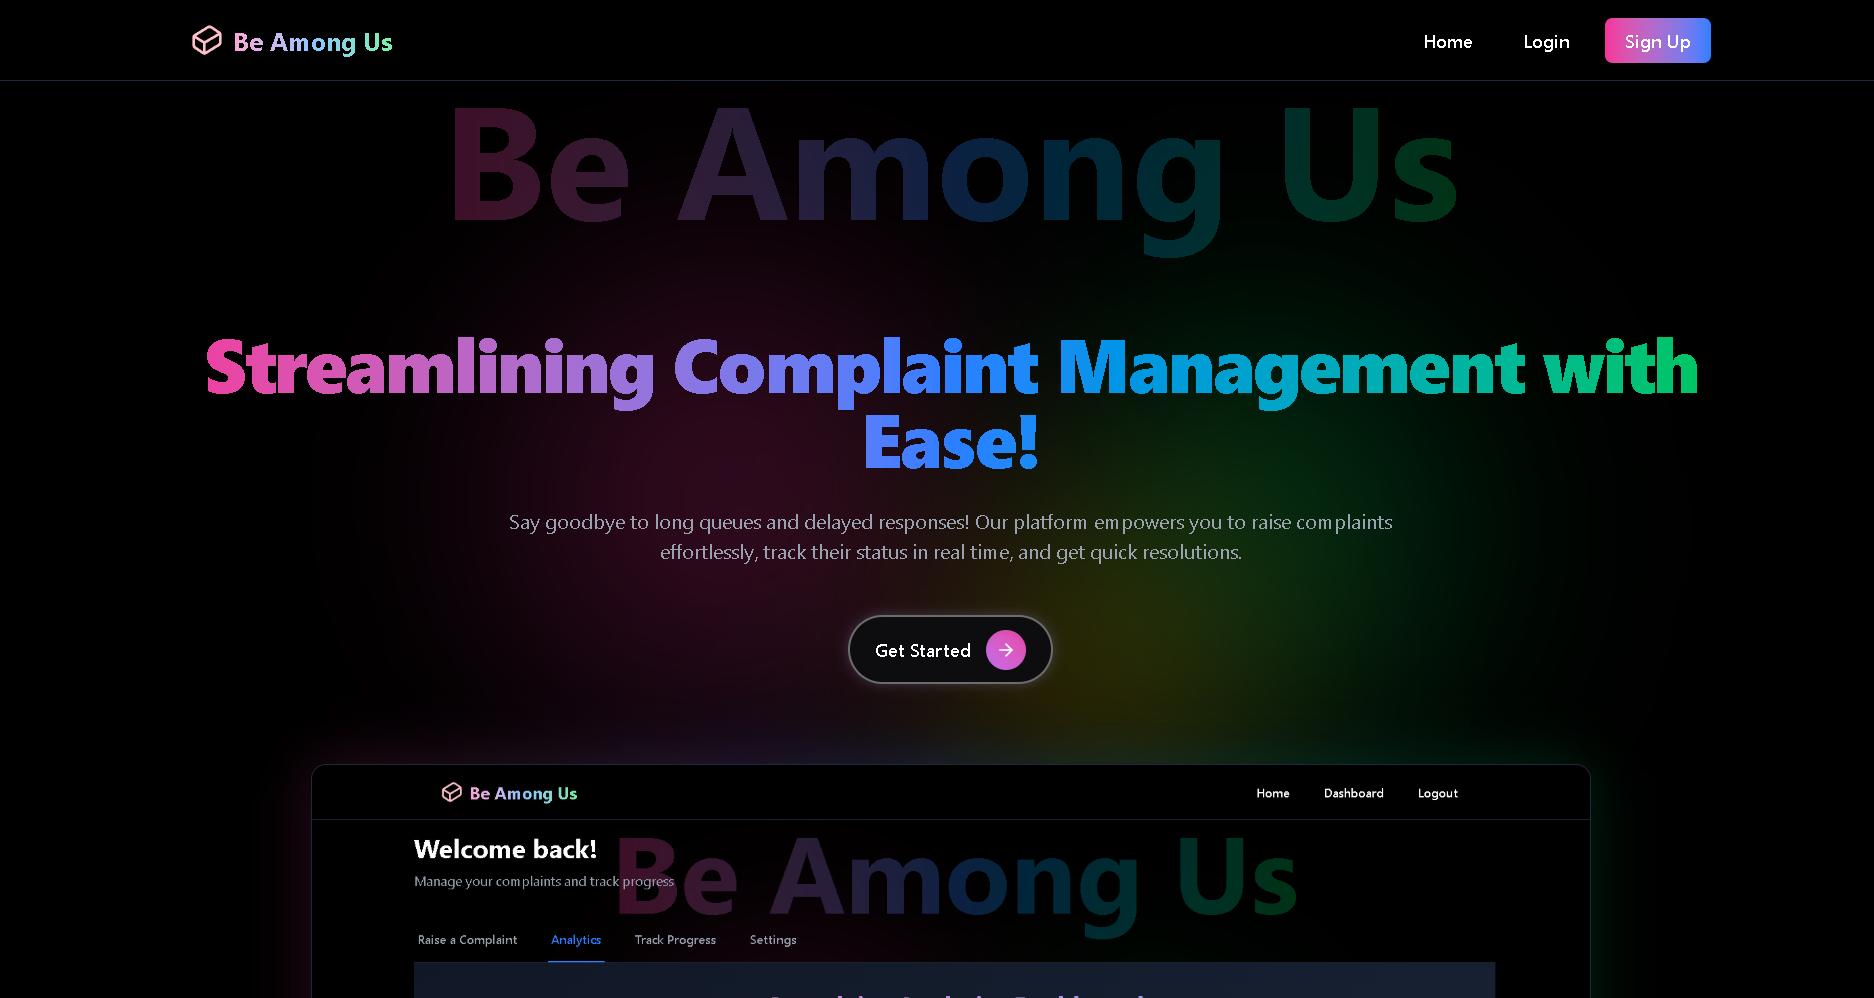 Be Among Us
Home
Login
Sign Up
Be Among Us
Streamlining Complaint Management with
Ease!
Say goodbye to long queues and delayed responses! Our platform empowers you to raise complaints
effortlessly, track their status in real time, and get quick resolutions.
Get Started
Be Among Us
Home
Dashboard
Logout
Welcome back!
Be Among Us
Manage your complaints and track progress
Raise a Complaint
Analytics
Track Progress
Settings